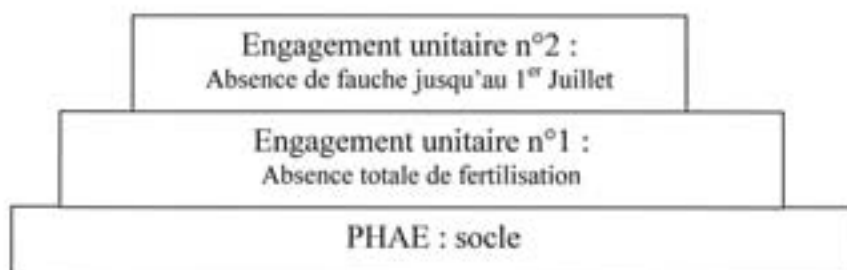 Engagement unitaire n°2 :
Absence de fauche jusqu'au 1er Juillet
Engagement unitaire n°1 :
Absence totale de fertilisation
PHAE : socle